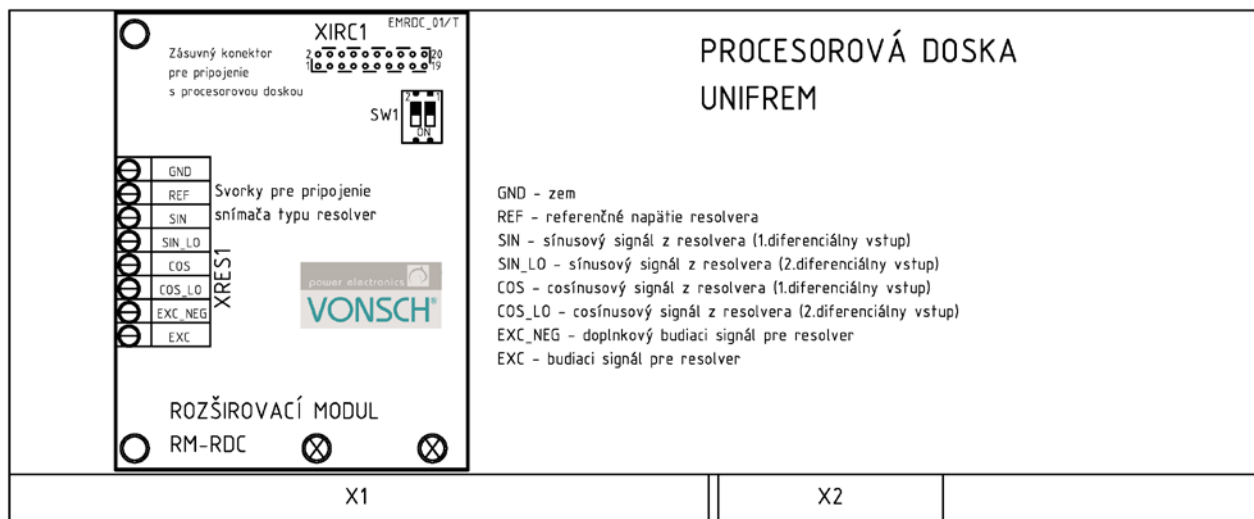 EMRDC_01/T
XIRC1
Zásuvný konektor
pre pripojenie
s procesorovou doskou
2 20
1 19
SW1
2 1
ON
GND
REF
SIN
SIN_LO
COS
COS_LO
EXC_NEG
EXC
XRES1
Svorky pre pripojenie
snímača typu resolver
power electronics
VONSCH®
ROZŠIROVACÍ MODUL
RM-RDC
PROCESOROVÁ DOSKA
UNIFREM
GND - zem
REF - referenčné napätie resolvera
SIN - sínusový signál z resolvera (1.diferenciálny vstup)
SIN_LO - sínusový signál z resolvera (2.diferenciálny vstup)
COS - cosínusový signál z resolvera (1.diferenciálny vstup)
COS_LO - cosínusový signál z resolvera (2.diferenciálny vstup)
EXC_NEG - doplnkový budiaci signál pre resolver
EXC - budiaci signál pre resolver
X1
X2